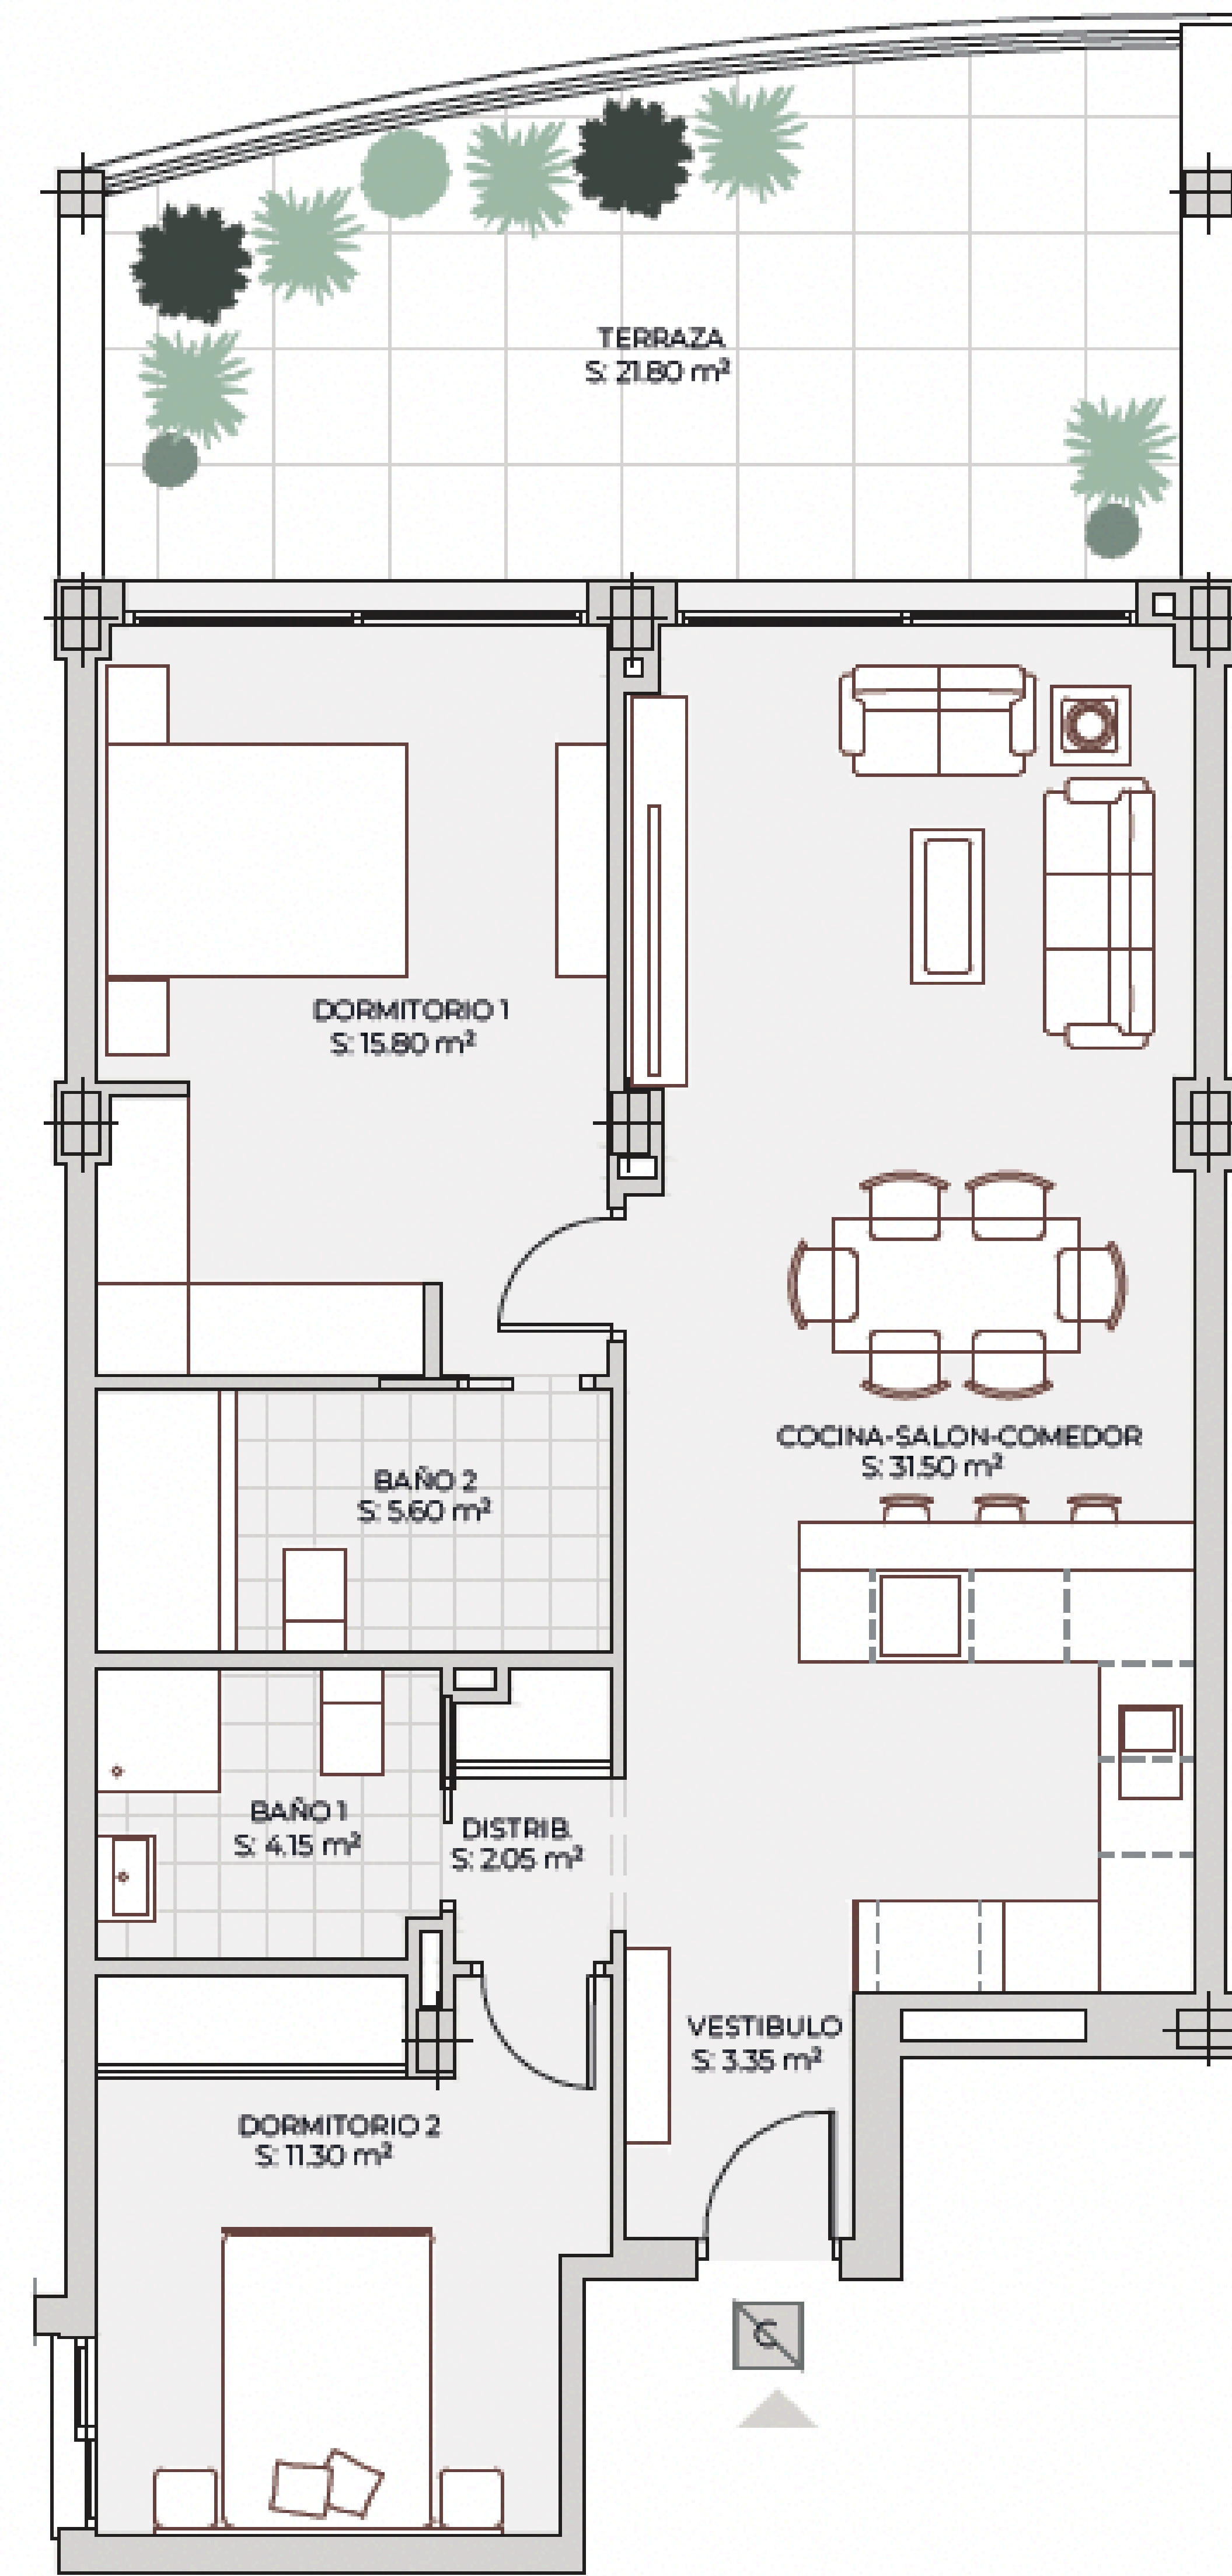 TERRAZA
S: 21.80 m²
DORMITORIO 1
S: 15.80 m²
COCINA-SALON-COMEDOR
S: 31.50 m²
BAÑO 2
S: 5.60 m²
BAÑO 1
S: 4.15 m²
DISTRIB.
S: 2.05 m²
VESTIBULO
S: 3.35 m²
DORMITORIO 2
S: 11.30 m²
C